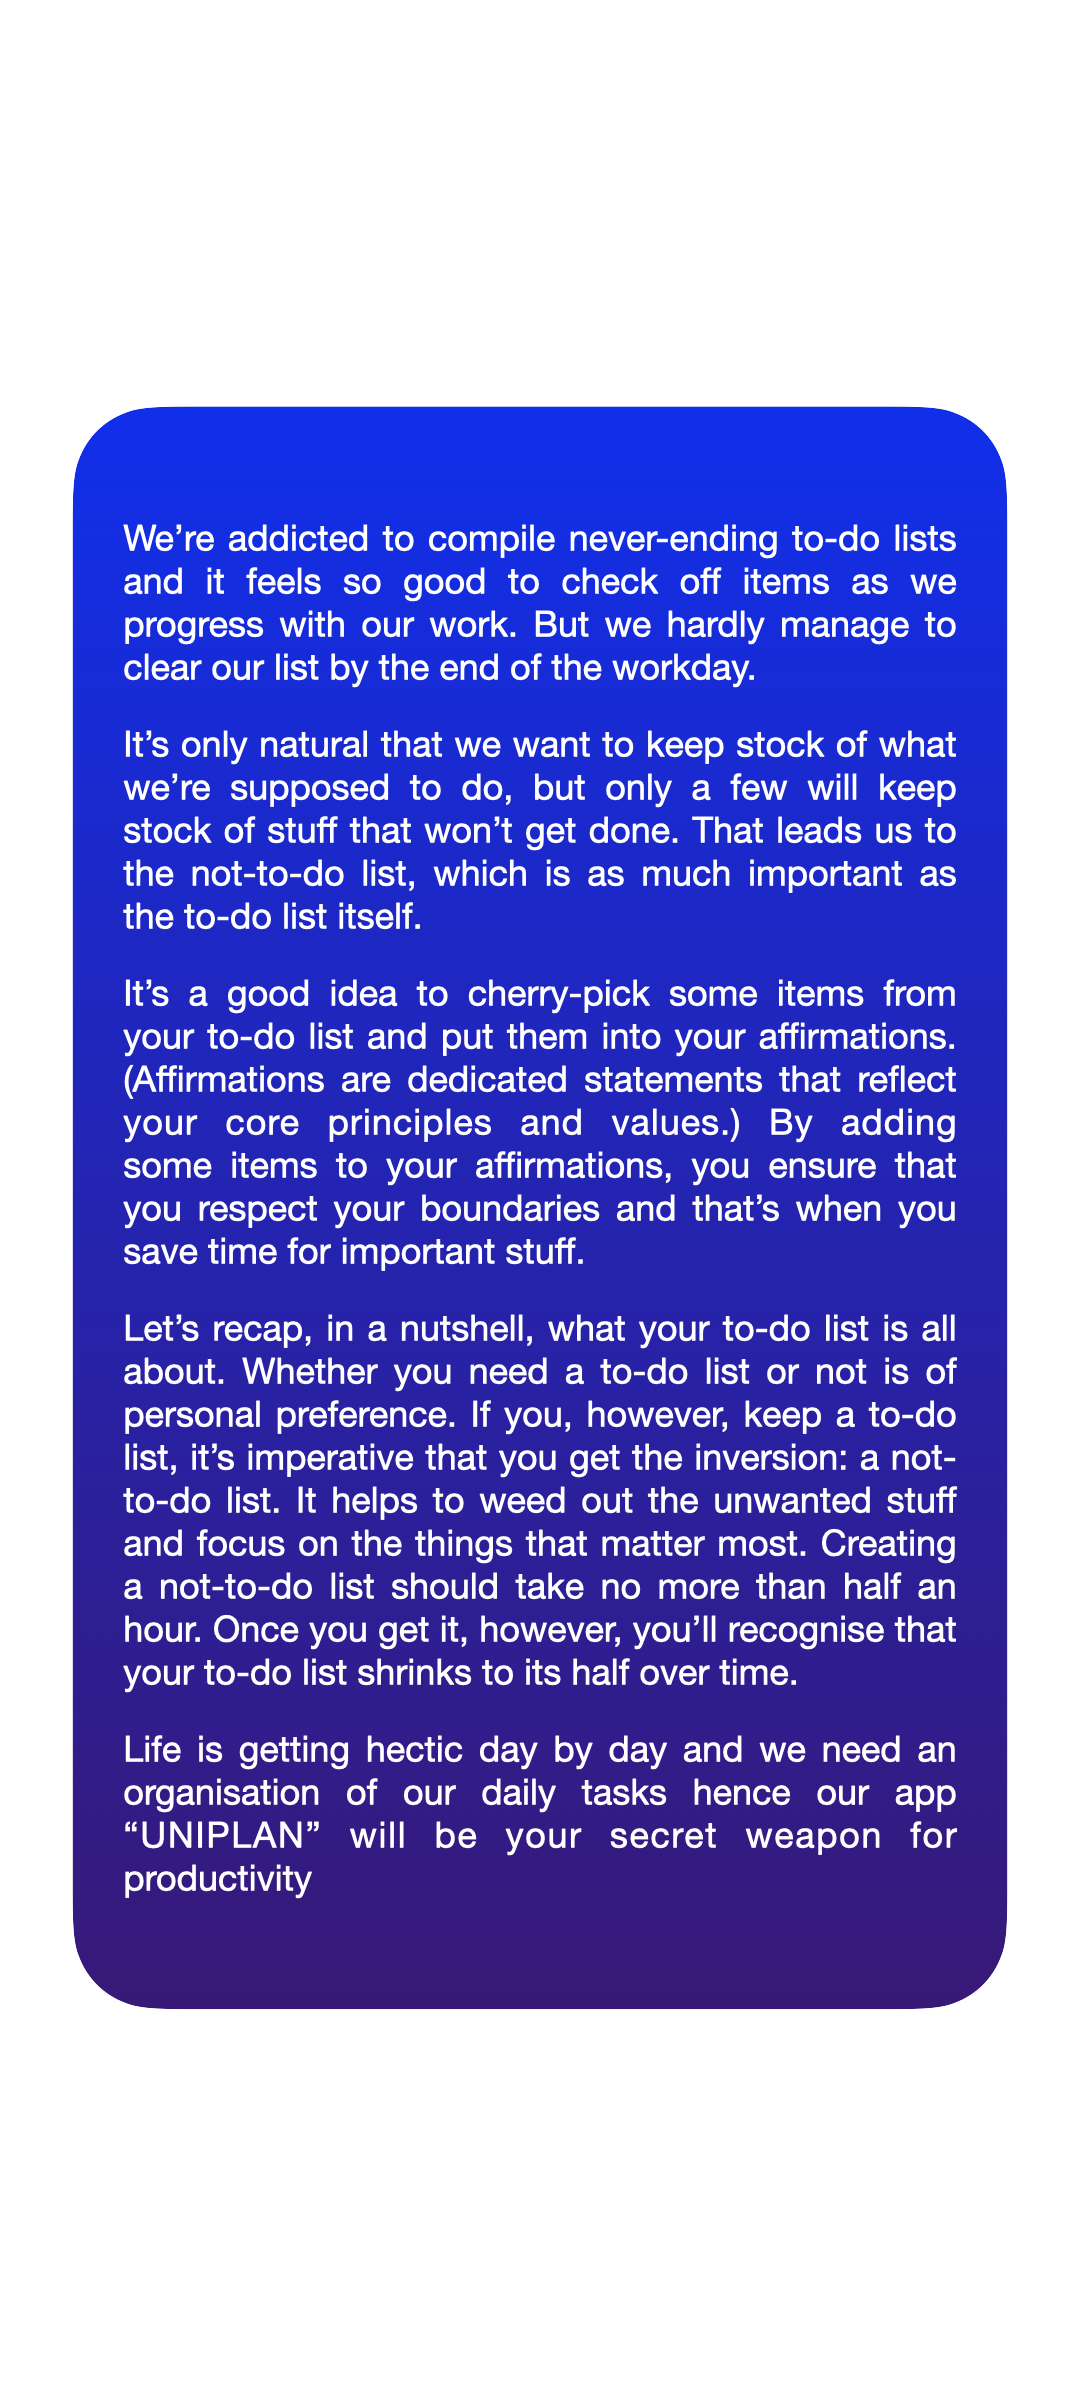 We’re addicted to compile never-ending to-do lists
and it feels so good to check off items as we
progress with our work. But we hardly manage to
clear our list by the end of the workday.
It’s only natural that we want to keep stock of what
we’re supposed to do, but only a few will keep
stock of stuff that won’t get done. That leads us to
the not-to-do list, which is as much important as
the to-do list itself.
It’s a good idea to cherry-pick some items from
your to-do list and put them into your affirmations.
(Affirmations are dedicated statements that reflect
your core principles and values.) By adding
some items to your affirmations, you ensure that
you respect your boundaries and that’s when you
save time for important stuff.
Let’s recap, in a nutshell, what your to-do list is all
about. Whether you need a to-do list or not is of
personal preference. If you, however, keep a to-do
list, it’s imperative that you get the inversion: a not-
to-do list. It helps to weed out the unwanted stuff
and focus on the things that matter most. Creating
a not-to-do list should take no more than half an
hour. Once you get it, however, you’ll recognise that
your to-do list shrinks to its half over time.
Life is getting hectic day by day and we need an
organisation of our daily tasks hence our app
“UNIPLAN” will be your secret weapon for
productivity